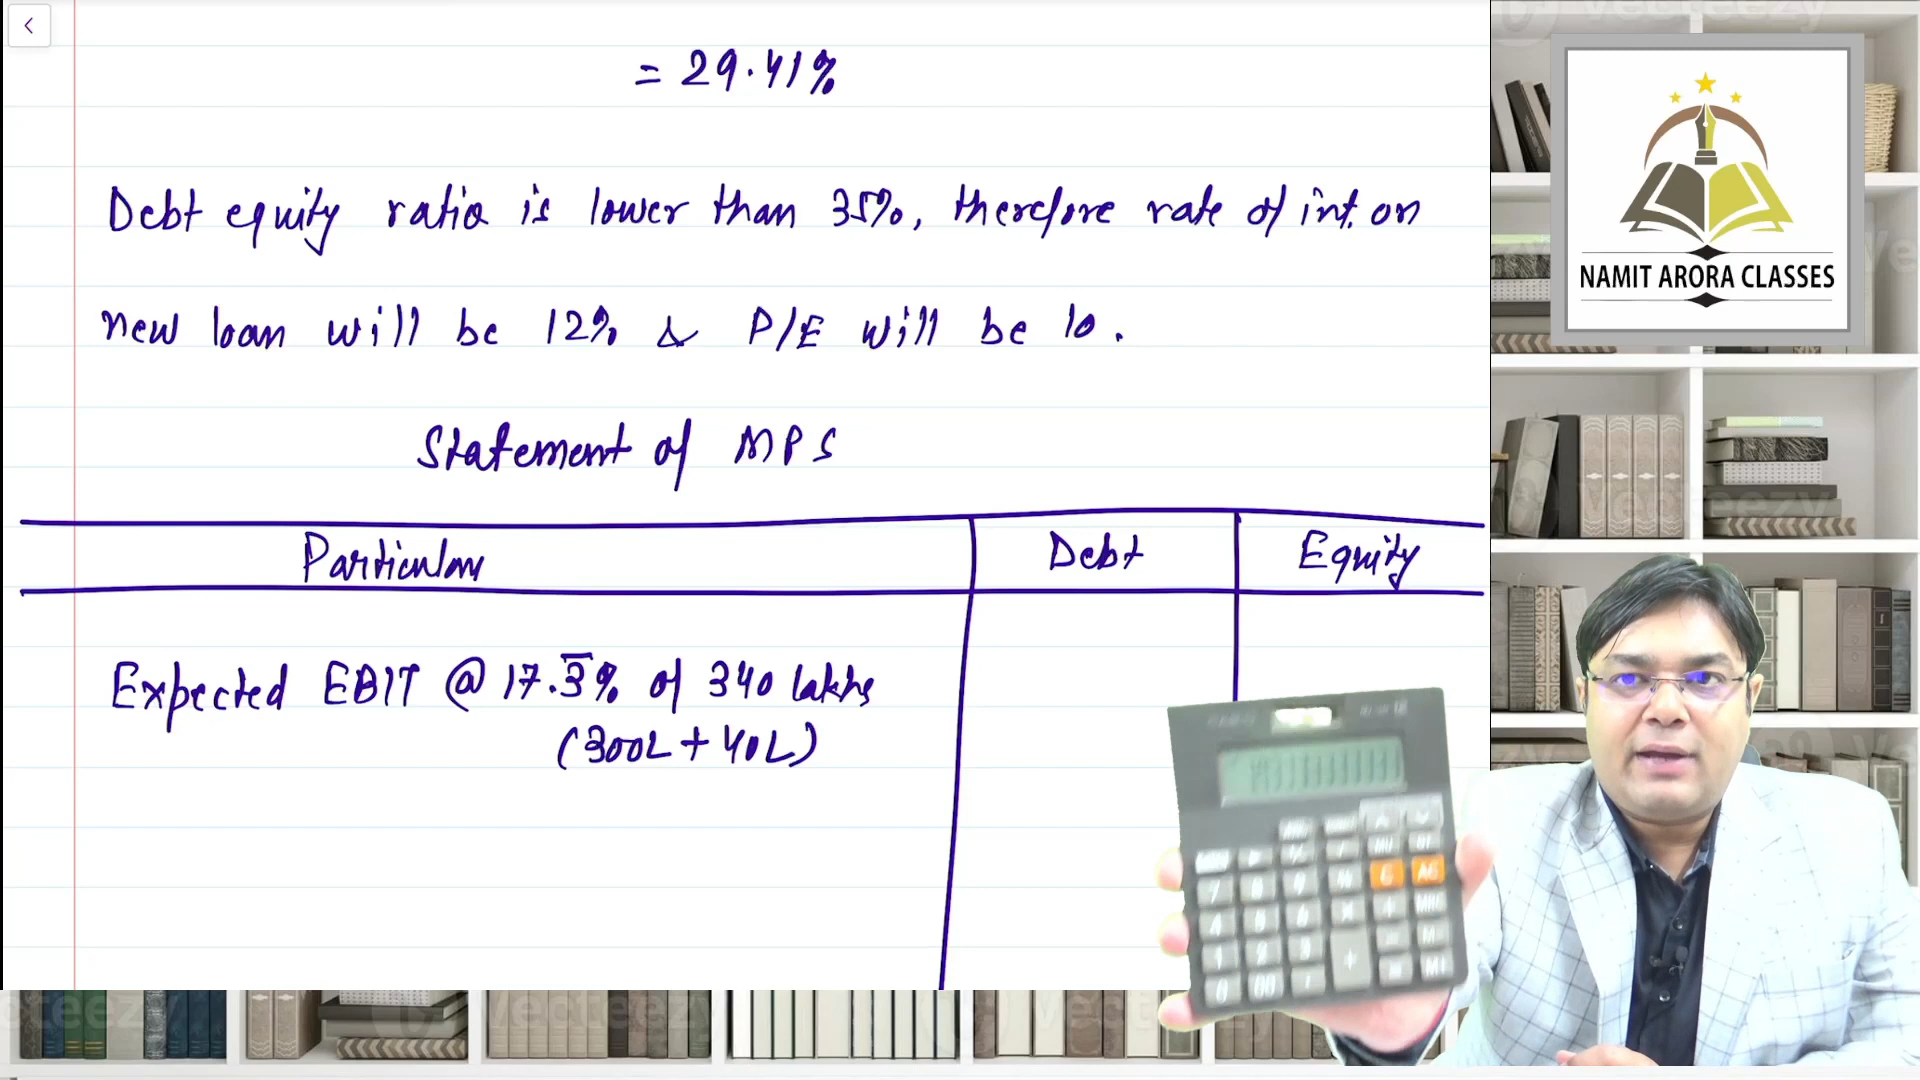 = 29.41%
Debt equity ratio is lower than 35%, therefore rate of int. on
new loan will be 12% & P/E will be 10.
Statement of MPS
Particulars Debt Equity
Expected EBIT @ 17.3̅% of 340 lakhs
(300L + 40L)
NAMIT ARORA CLASSES
vecteezy